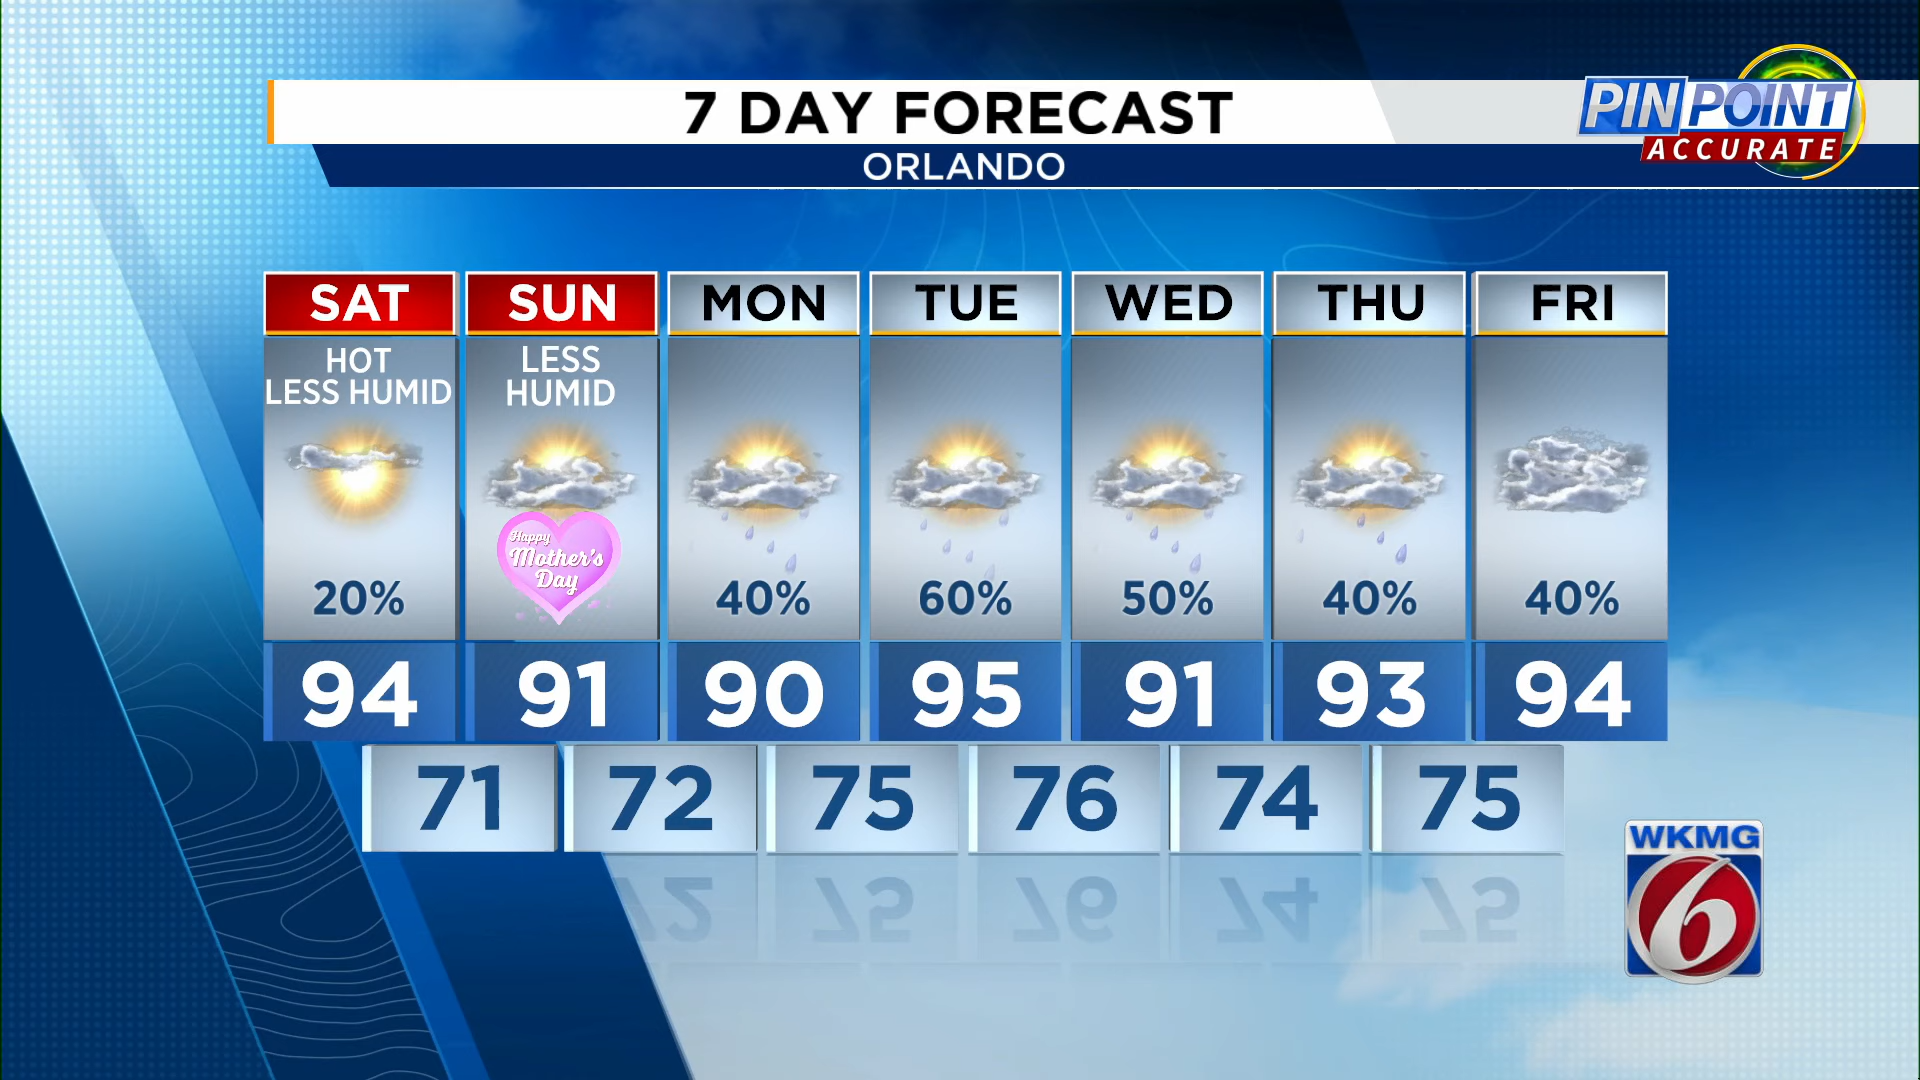 7 DAY FORECAST
ORLANDO
PINPOINT
ACCURATE
SAT SUN MON TUE WED THU FRI
HOT
LESS HUMID
LESS
HUMID
Happy
Mother's
Day
20% 40% 60% 50% 40% 40%
94 91 90 95 91 93 94
71 72 75 76 74 75
WKMG
6